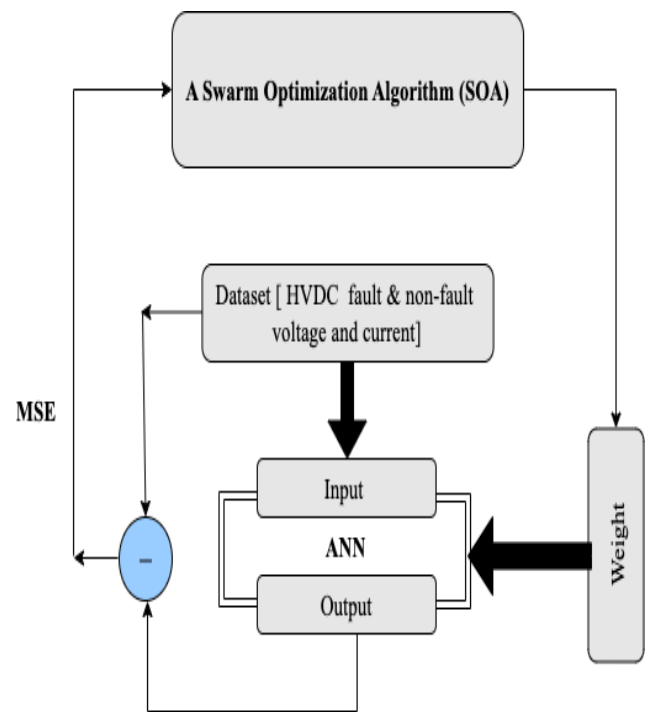 A Swarm Optimization Algorithm (SOA)
Dataset [ HVDC fault & non-fault
voltage and current]
MSE
Input
ANN
Output
Weight
–